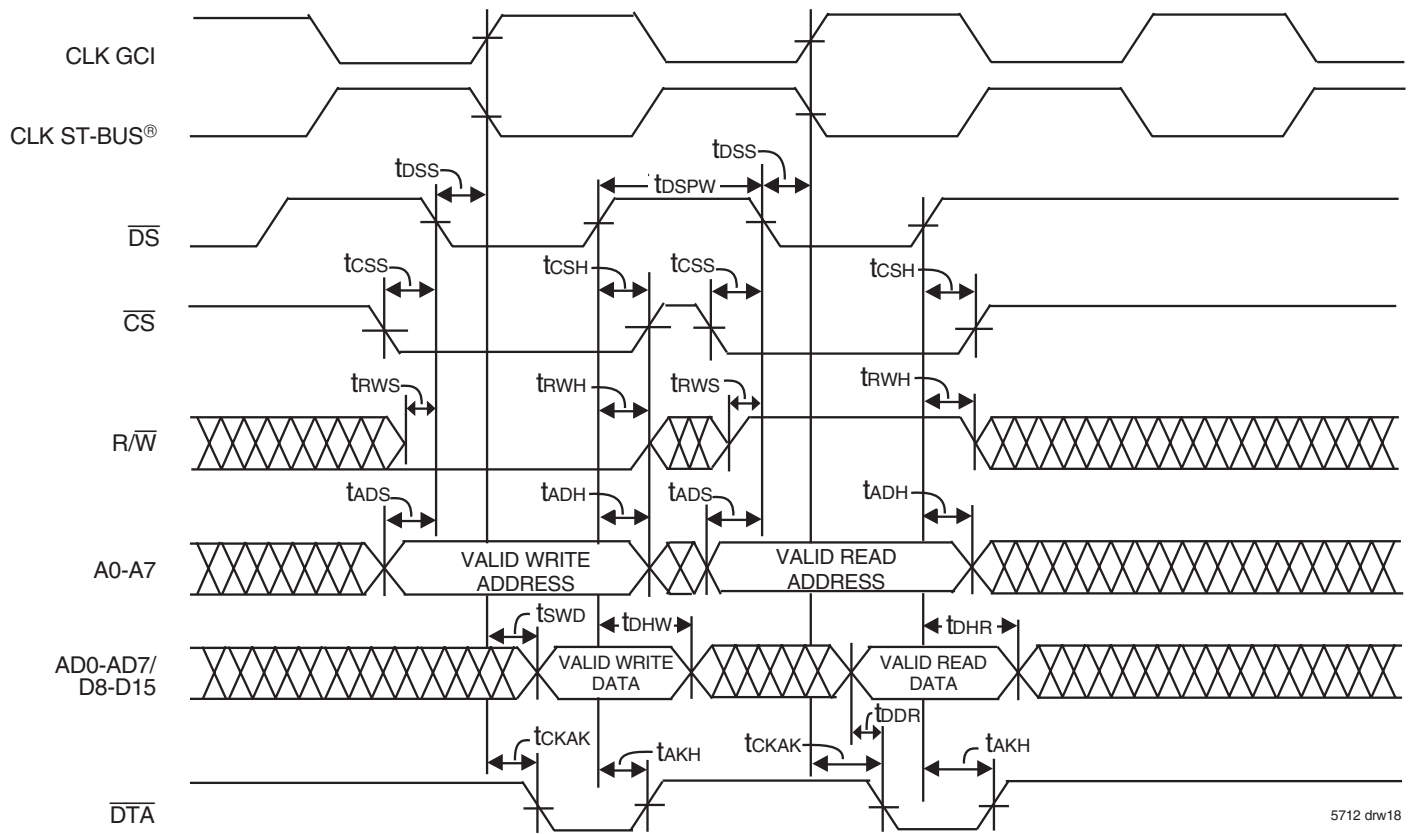 CLK GCI
CLK ST-BUS®
tDSS
tDSPW
tDSS
DS
tCSS
tCSH
tCSS
tCSH
CS
tRWS
tRWH
tRWS
tRWH
R/W
tADS
tADH
tADS
tADH
A0-A7
VALID WRITE
ADDRESS
VALID READ
ADDRESS
tSWD
tDHW
tDHR
AD0-AD7/
D8-D15
VALID WRITE
DATA
VALID READ
DATA
tDDR
tCKAK
tAKH
tCKAK
tAKH
DTA
5712 drw18